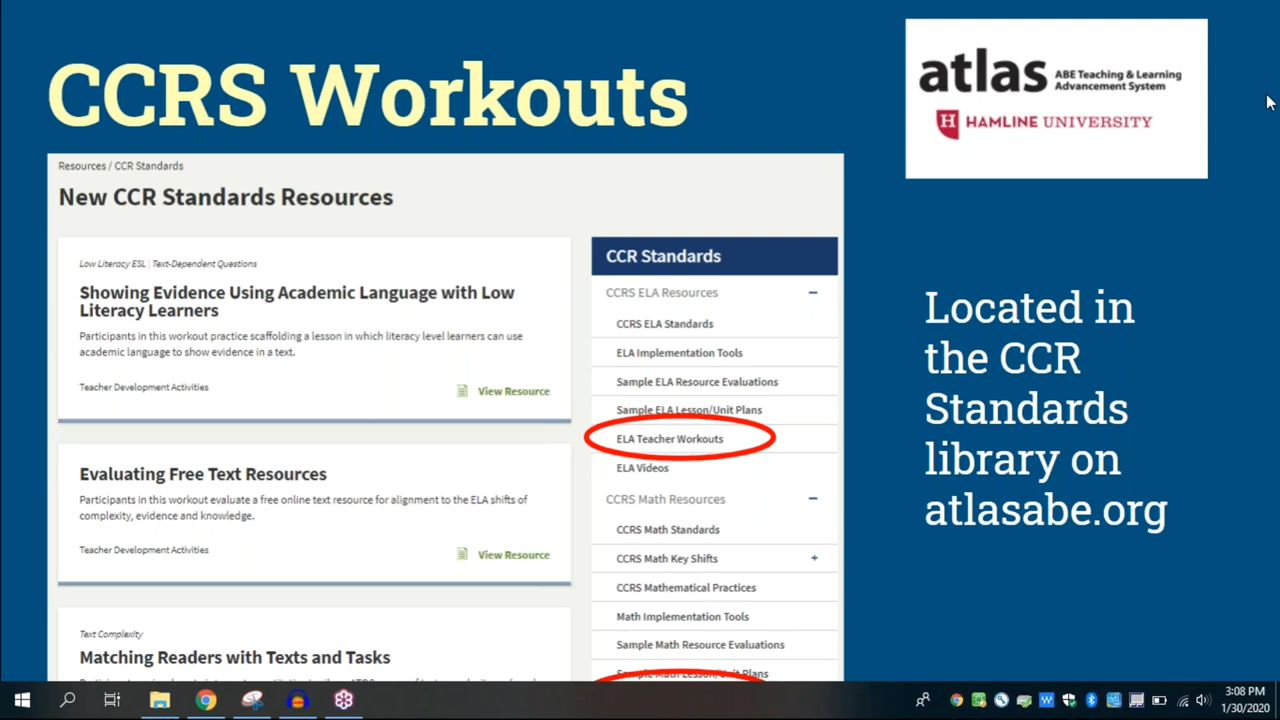 CCRS Workouts
atlas ABE Teaching & Learning
Advancement System
H HAMLINE UNIVERSITY
Resources / CCR Standards
New CCR Standards Resources
Low Literacy ESL | Text-Dependent Questions
Showing Evidence Using Academic Language with Low
Literacy Learners
Participants in this workout practice scaffolding a lesson in which literacy level learners can use
academic language to show evidence in a text.
Teacher Development Activities
View Resource
Evaluating Free Text Resources
Participants in this workout evaluate a free online text resource for alignment to the ELA shifts of
complexity, evidence and knowledge.
Teacher Development Activities
View Resource
Text Complexity
Matching Readers with Texts and Tasks
CCR Standards
CCRS ELA Resources
CCRS ELA Standards
ELA Implementation Tools
Sample ELA Resource Evaluations
Sample ELA Lesson/Unit Plans
ELA Teacher Workouts
ELA Videos
CCRS Math Resources
CCRS Math Standards
CCRS Math Key Shifts
CCRS Mathematical Practices
Math Implementation Tools
Sample Math Resource Evaluations
Sample Math Lesson/Unit Plans
Located in
the CCR
Standards
library on
atlasabe.org
3:08 PM
1/30/2020